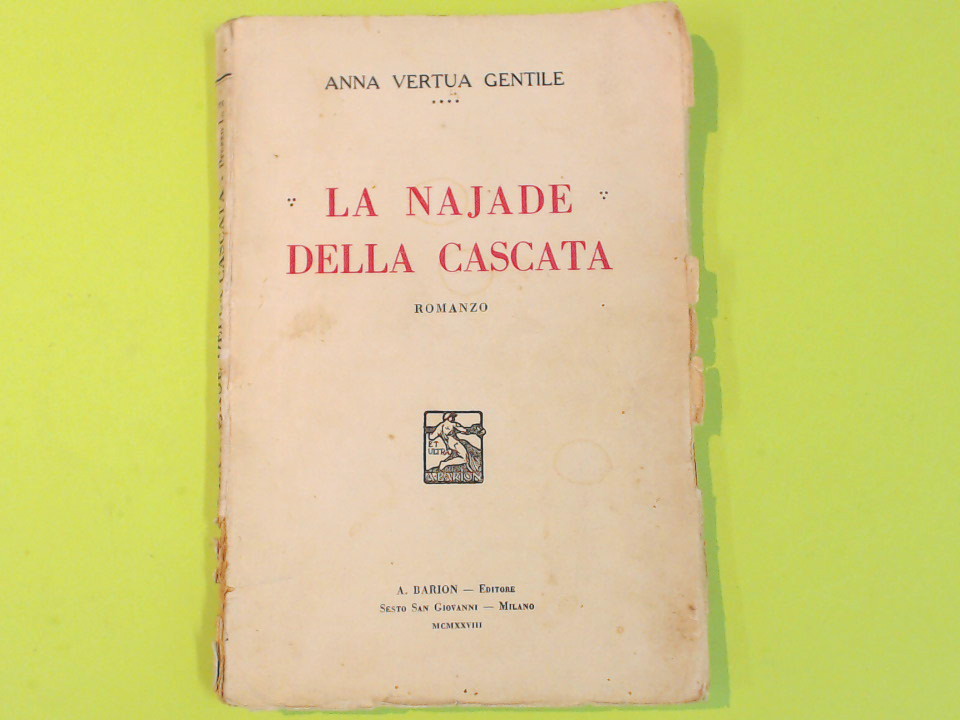 ANNA VERTUA GENTILE
LA NAJADE
DELLA CASCATA
ROMANZO
ET
ULTRA
A·BARION
A. BARION — Editore
Sesto San Giovanni — Milano
MCMXXVIII